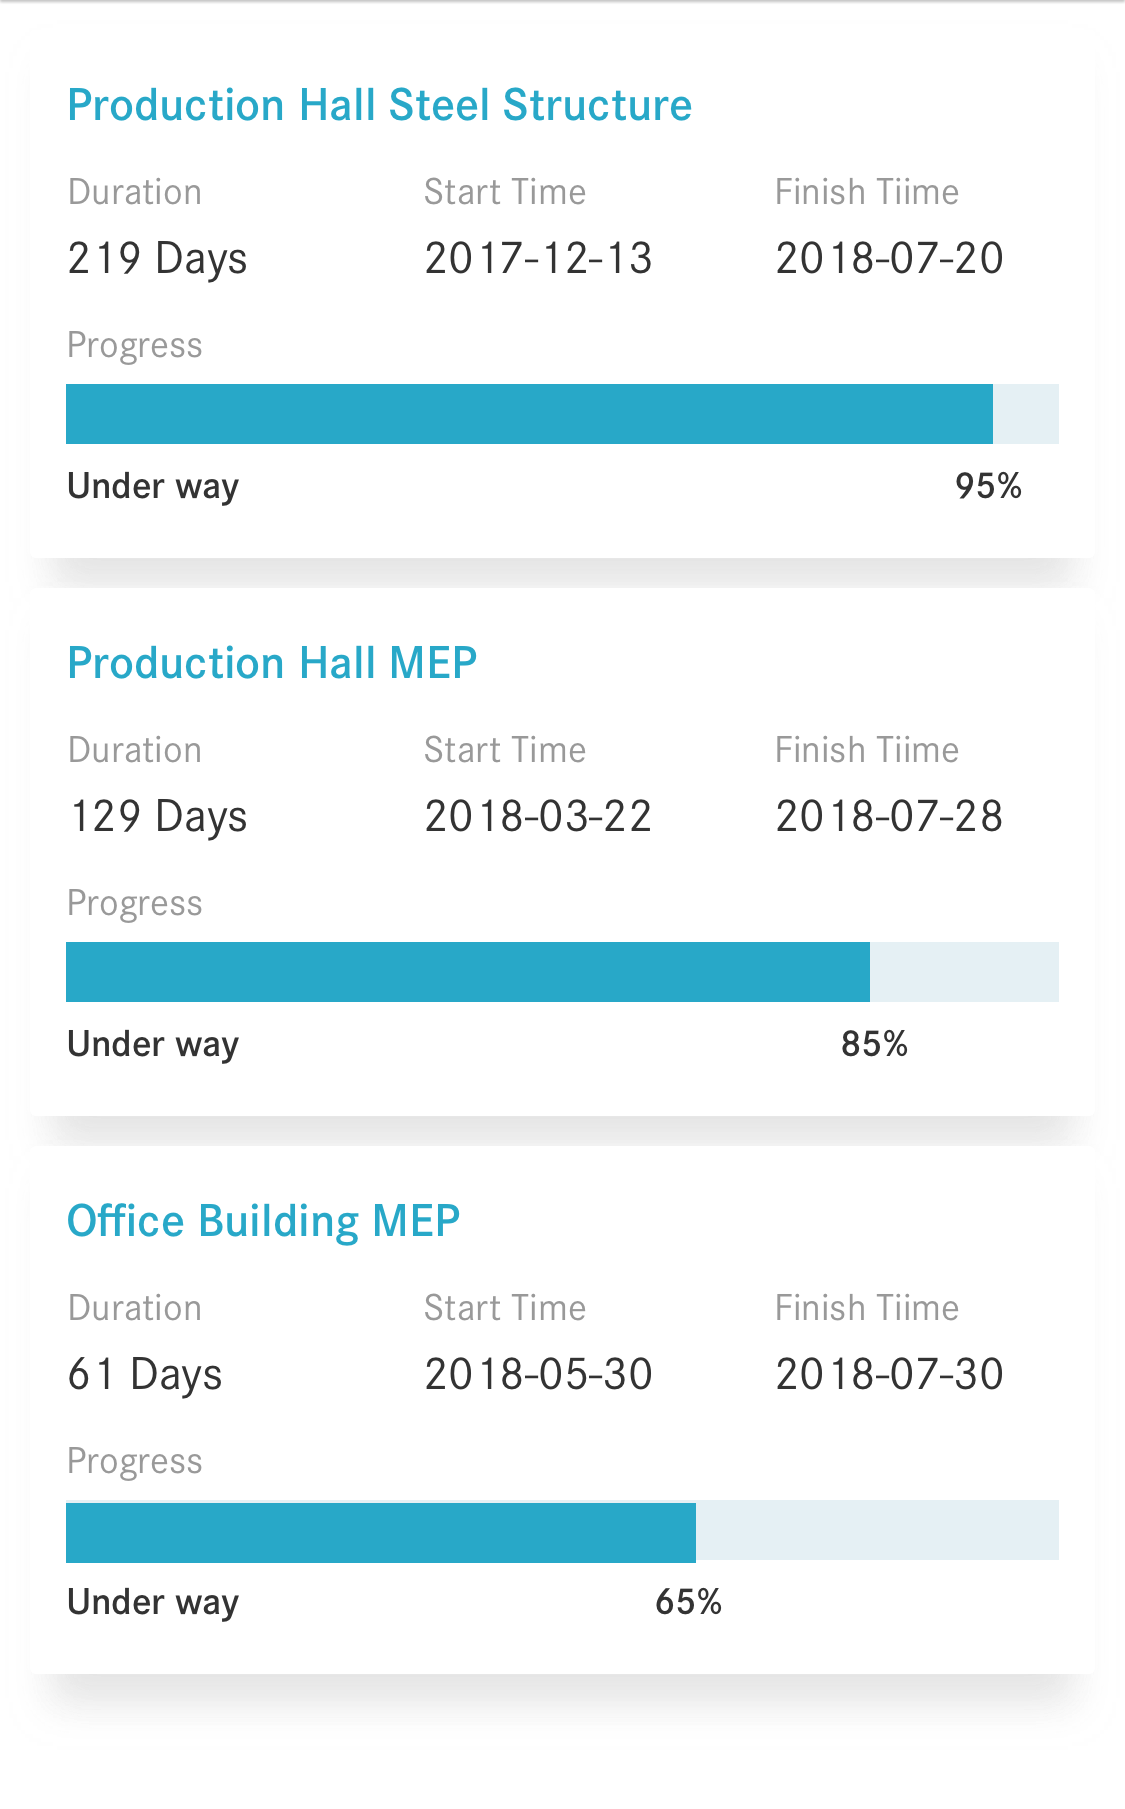 Production Hall Steel Structure
Duration Start Time Finish Tiime
219 Days 2017-12-13 2018-07-20
Progress
Under way 95%
Production Hall MEP
Duration Start Time Finish Tiime
129 Days 2018-03-22 2018-07-28
Progress
Under way 85%
Office Building MEP
Duration Start Time Finish Tiime
61 Days 2018-05-30 2018-07-30
Progress
Under way 65%